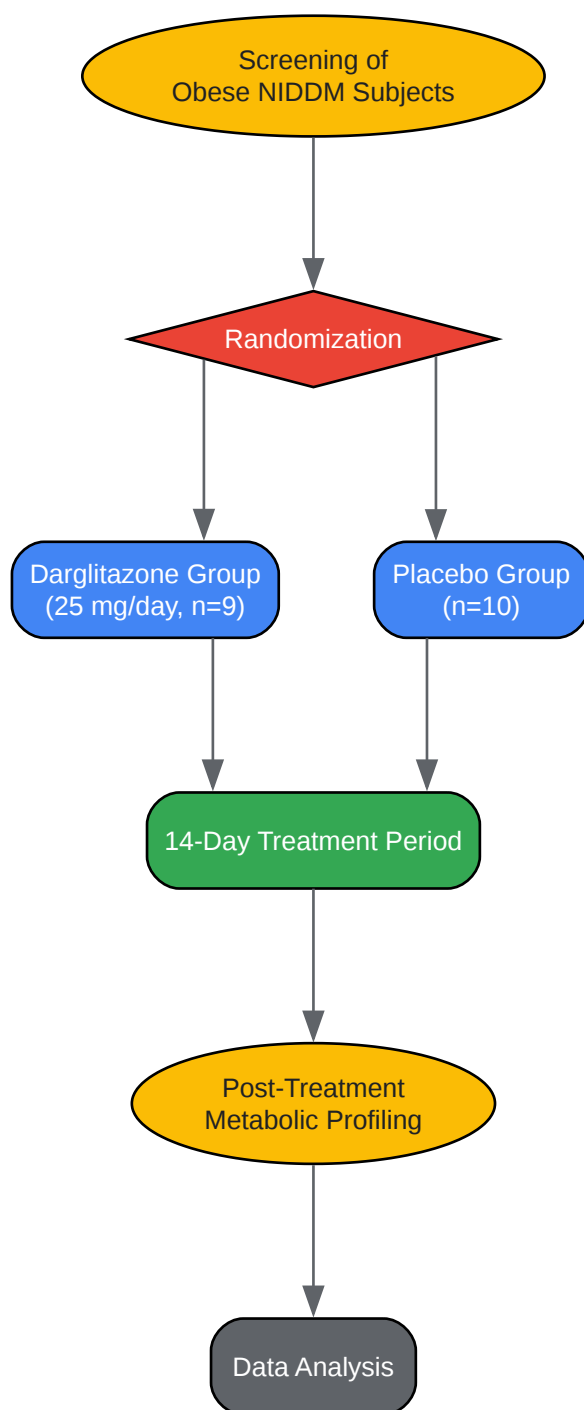 Screening of
Obese NIDDM Subjects
Randomization
Darglitazone Group
(25 mg/day, n=9)
Placebo Group
(n=10)
14-Day Treatment Period
Post-Treatment
Metabolic Profiling
Data Analysis